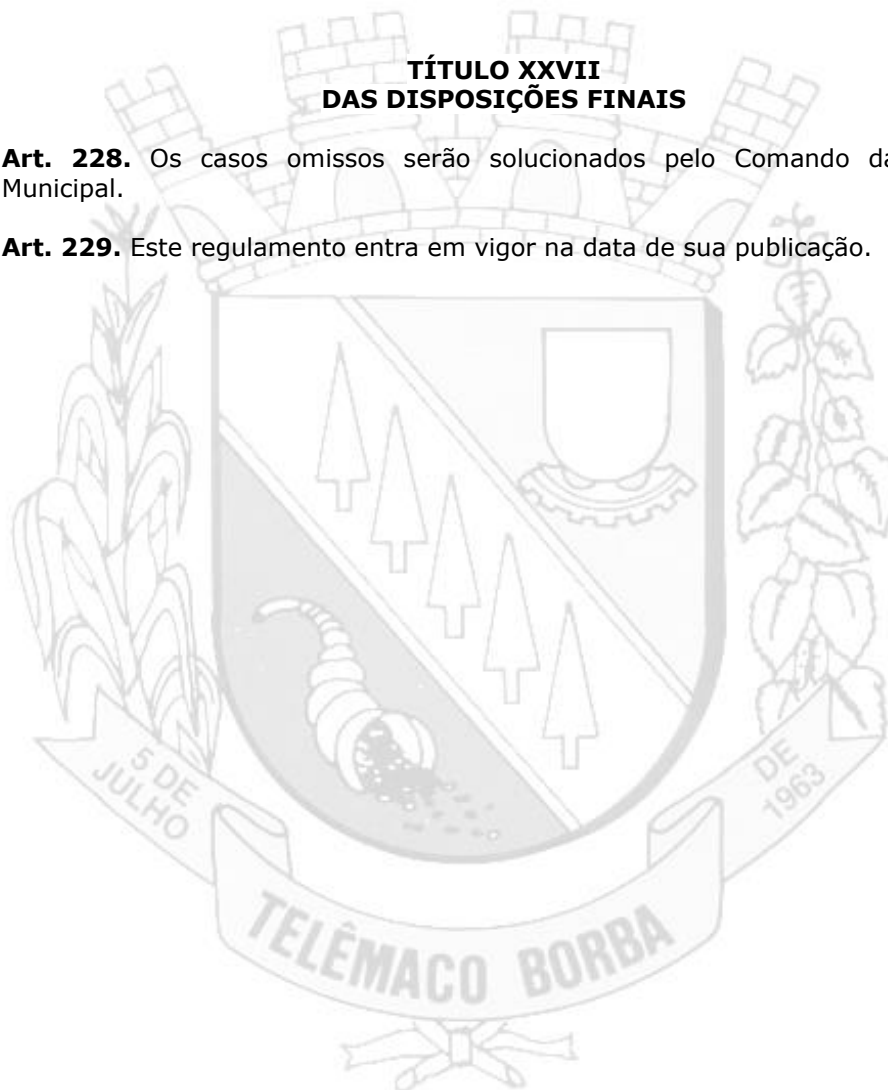 TÍTULO XXVII
DAS DISPOSIÇÕES FINAIS
Art. 228. Os casos omissos serão solucionados pelo Comando da
Municipal.
Art. 229. Este regulamento entra em vigor na data de sua publicação.
5 DE
JULHO
DE
1963
TELÊMACO BORBA